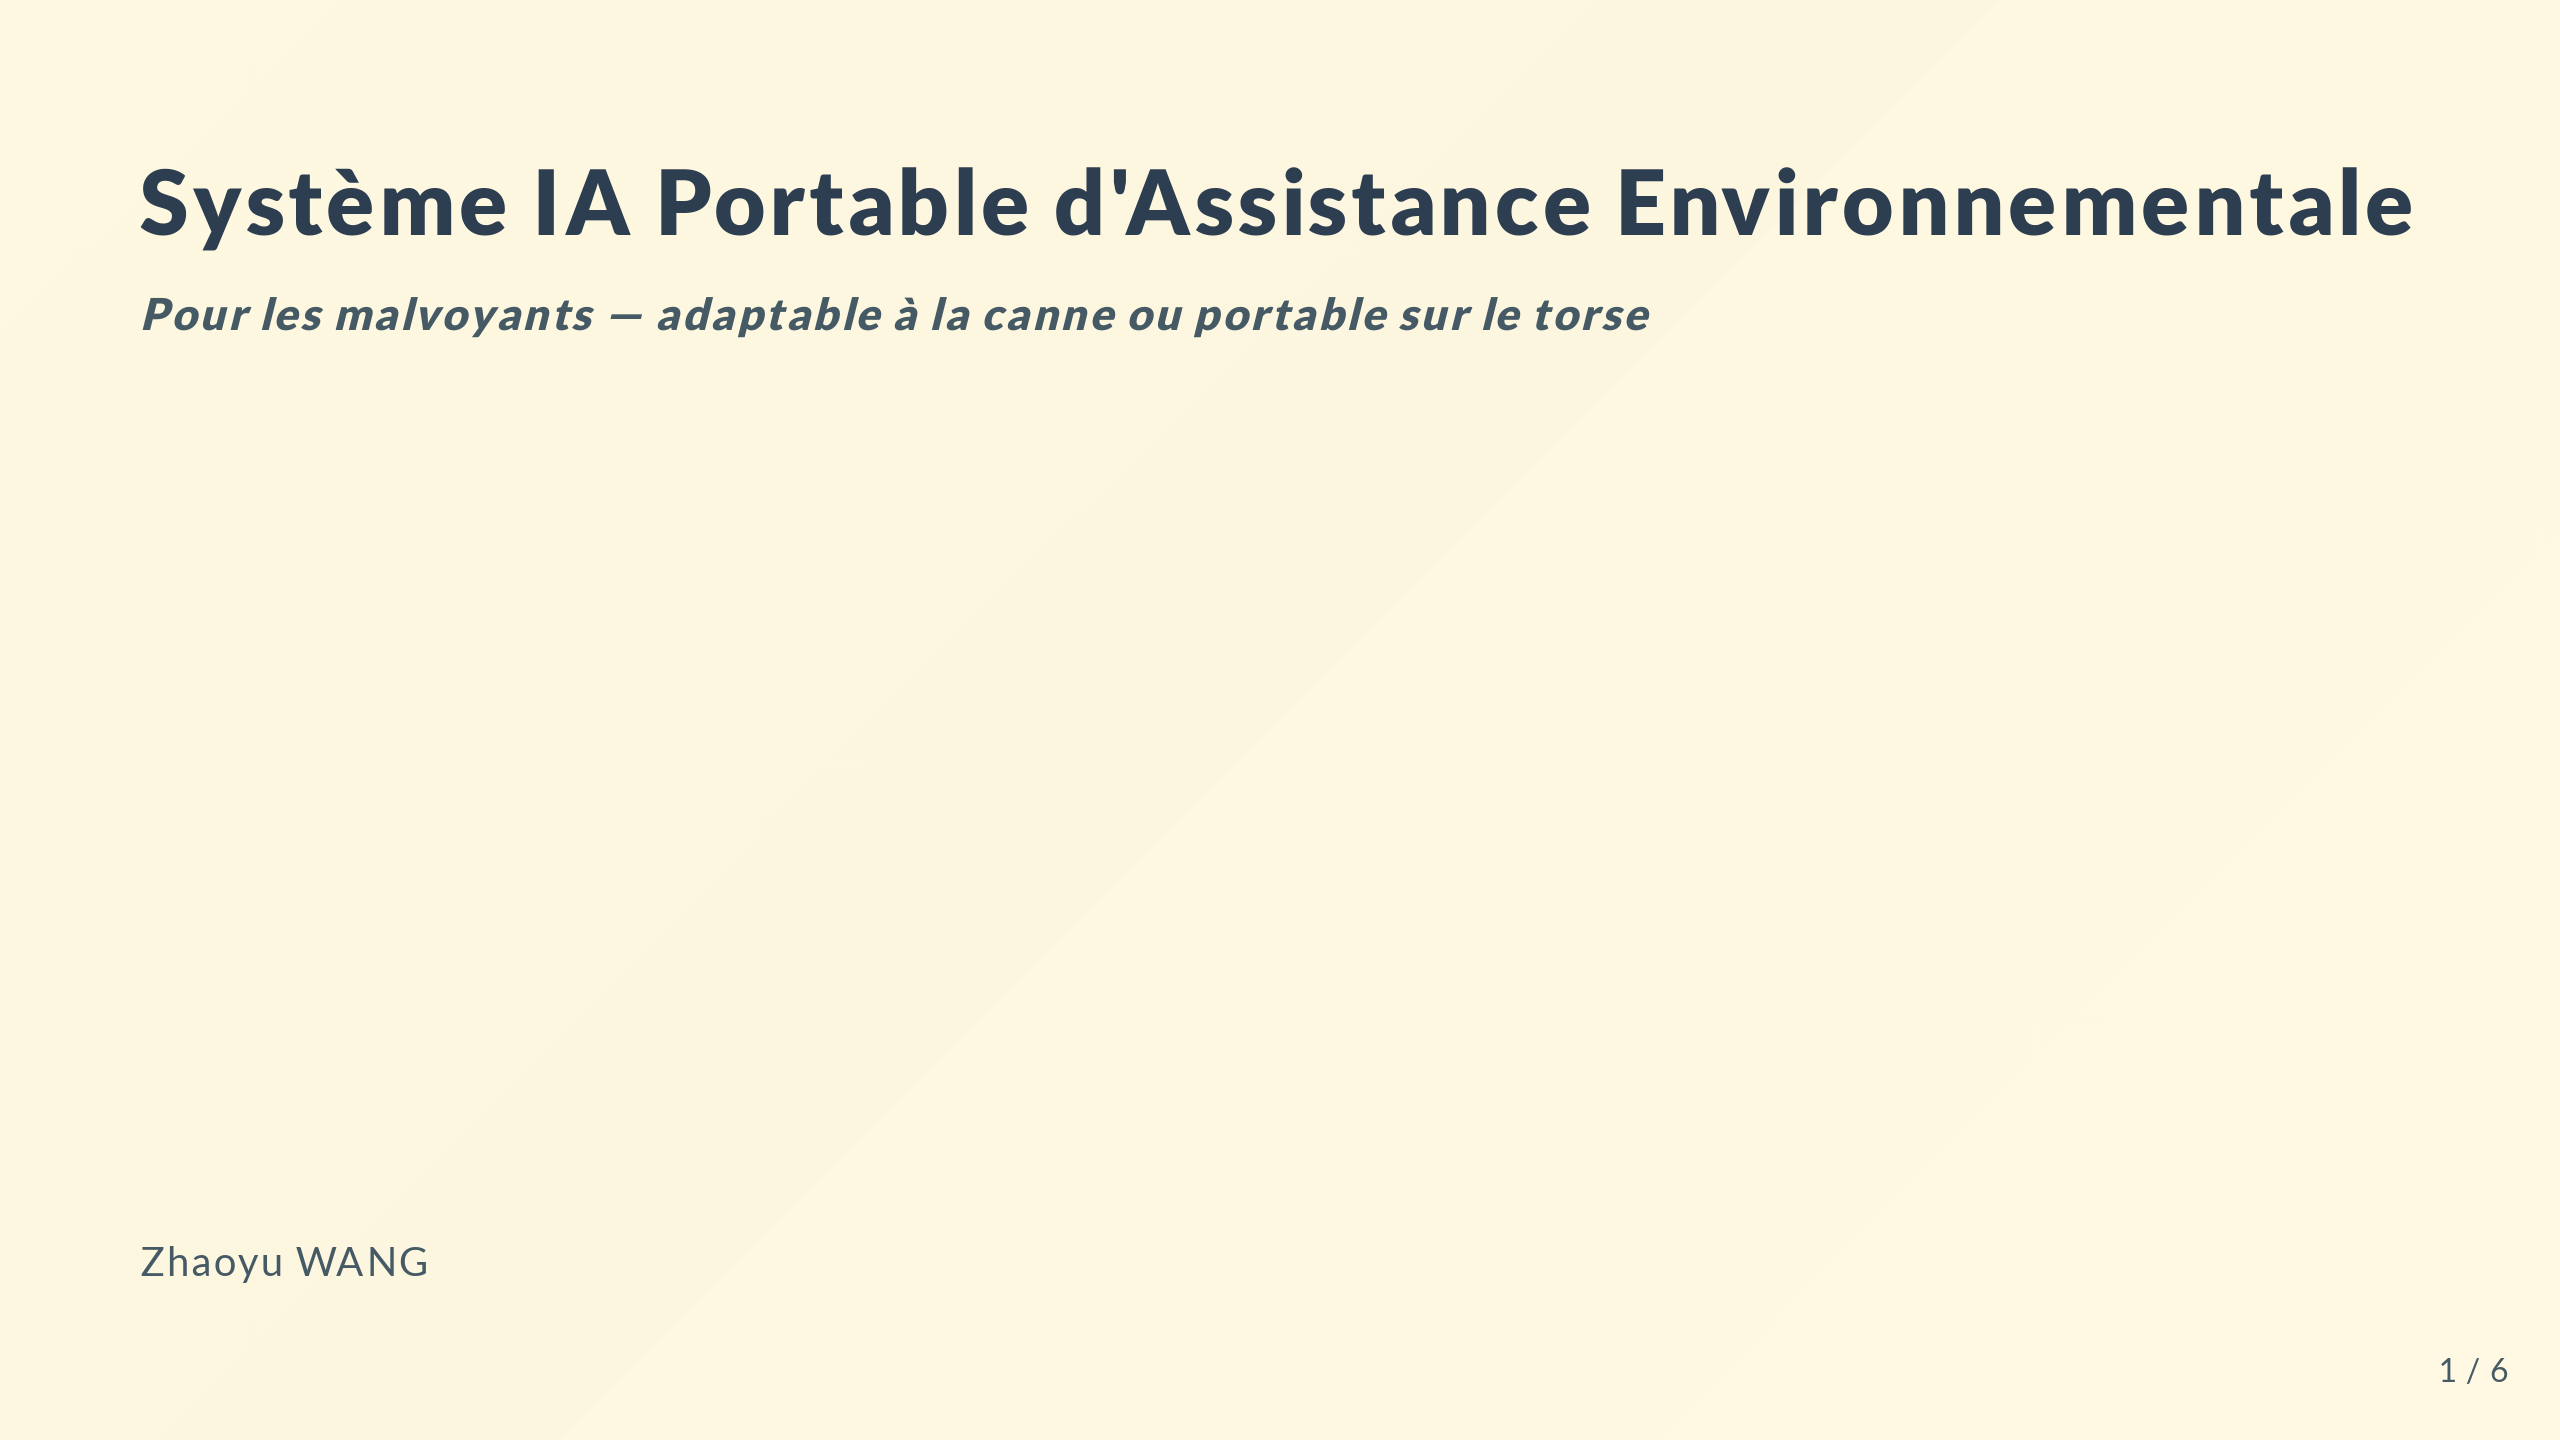 Système IA Portable d'Assistance Environnementale
Pour les malvoyants — adaptable à la canne ou portable sur le torse
Zhaoyu WANG
1 / 6